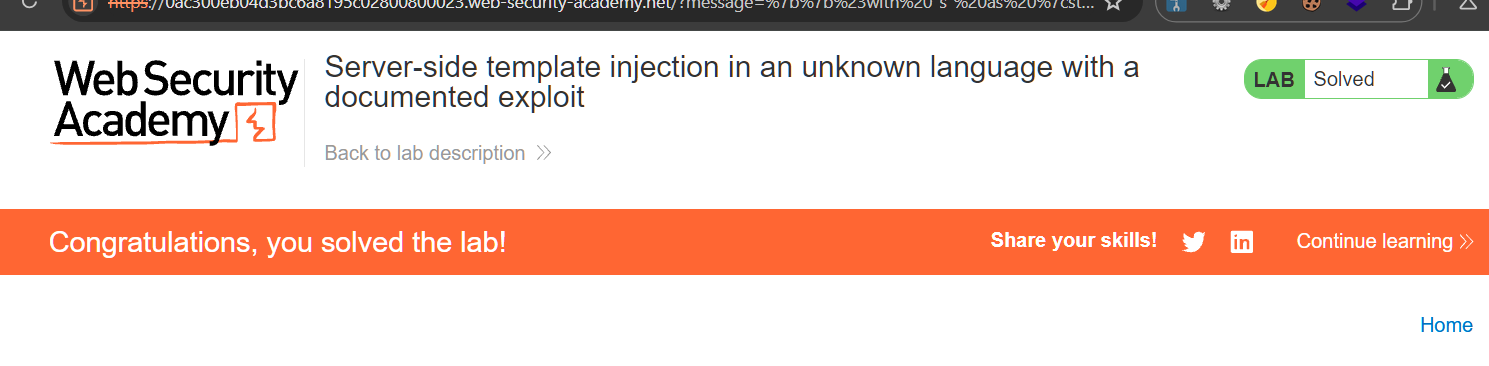 https://0ac300eb04d3bc6a8195c02800800023.web-security-academy.net/?message=%7b%7b%23with%20"s"%20as%20%7cst...
WebSecurity
Academy
Server-side template injection in an unknown language with a
documented exploit
LAB Solved
Back to lab description
Congratulations, you solved the lab!
Share your skills!
Continue learning
Home